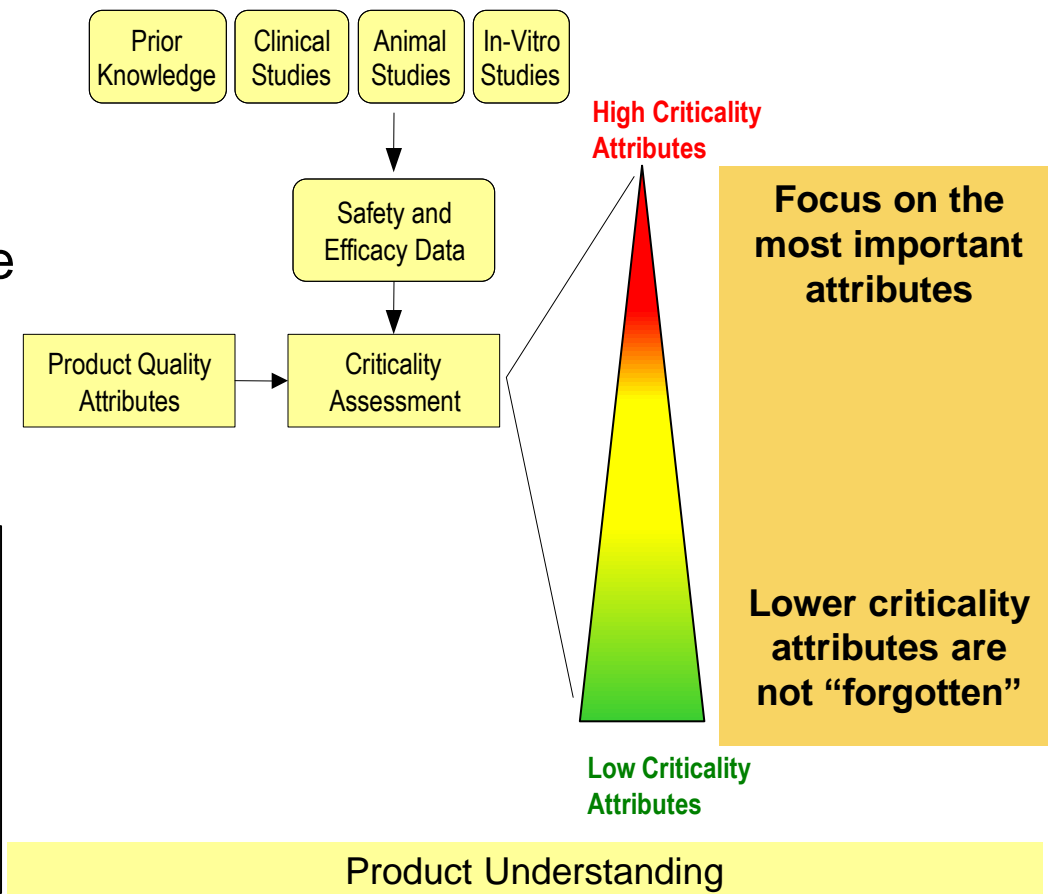 Prior
Knowledge
Clinical
Studies
Animal
Studies
In-Vitro
Studies
High Criticality
Attributes
Safety and
Efficacy Data
Focus on the
most important
attributes
e
Product Quality
Attributes
Criticality
Assessment
Lower criticality
attributes are
not “forgotten”
Low Criticality
Attributes
Product Understanding